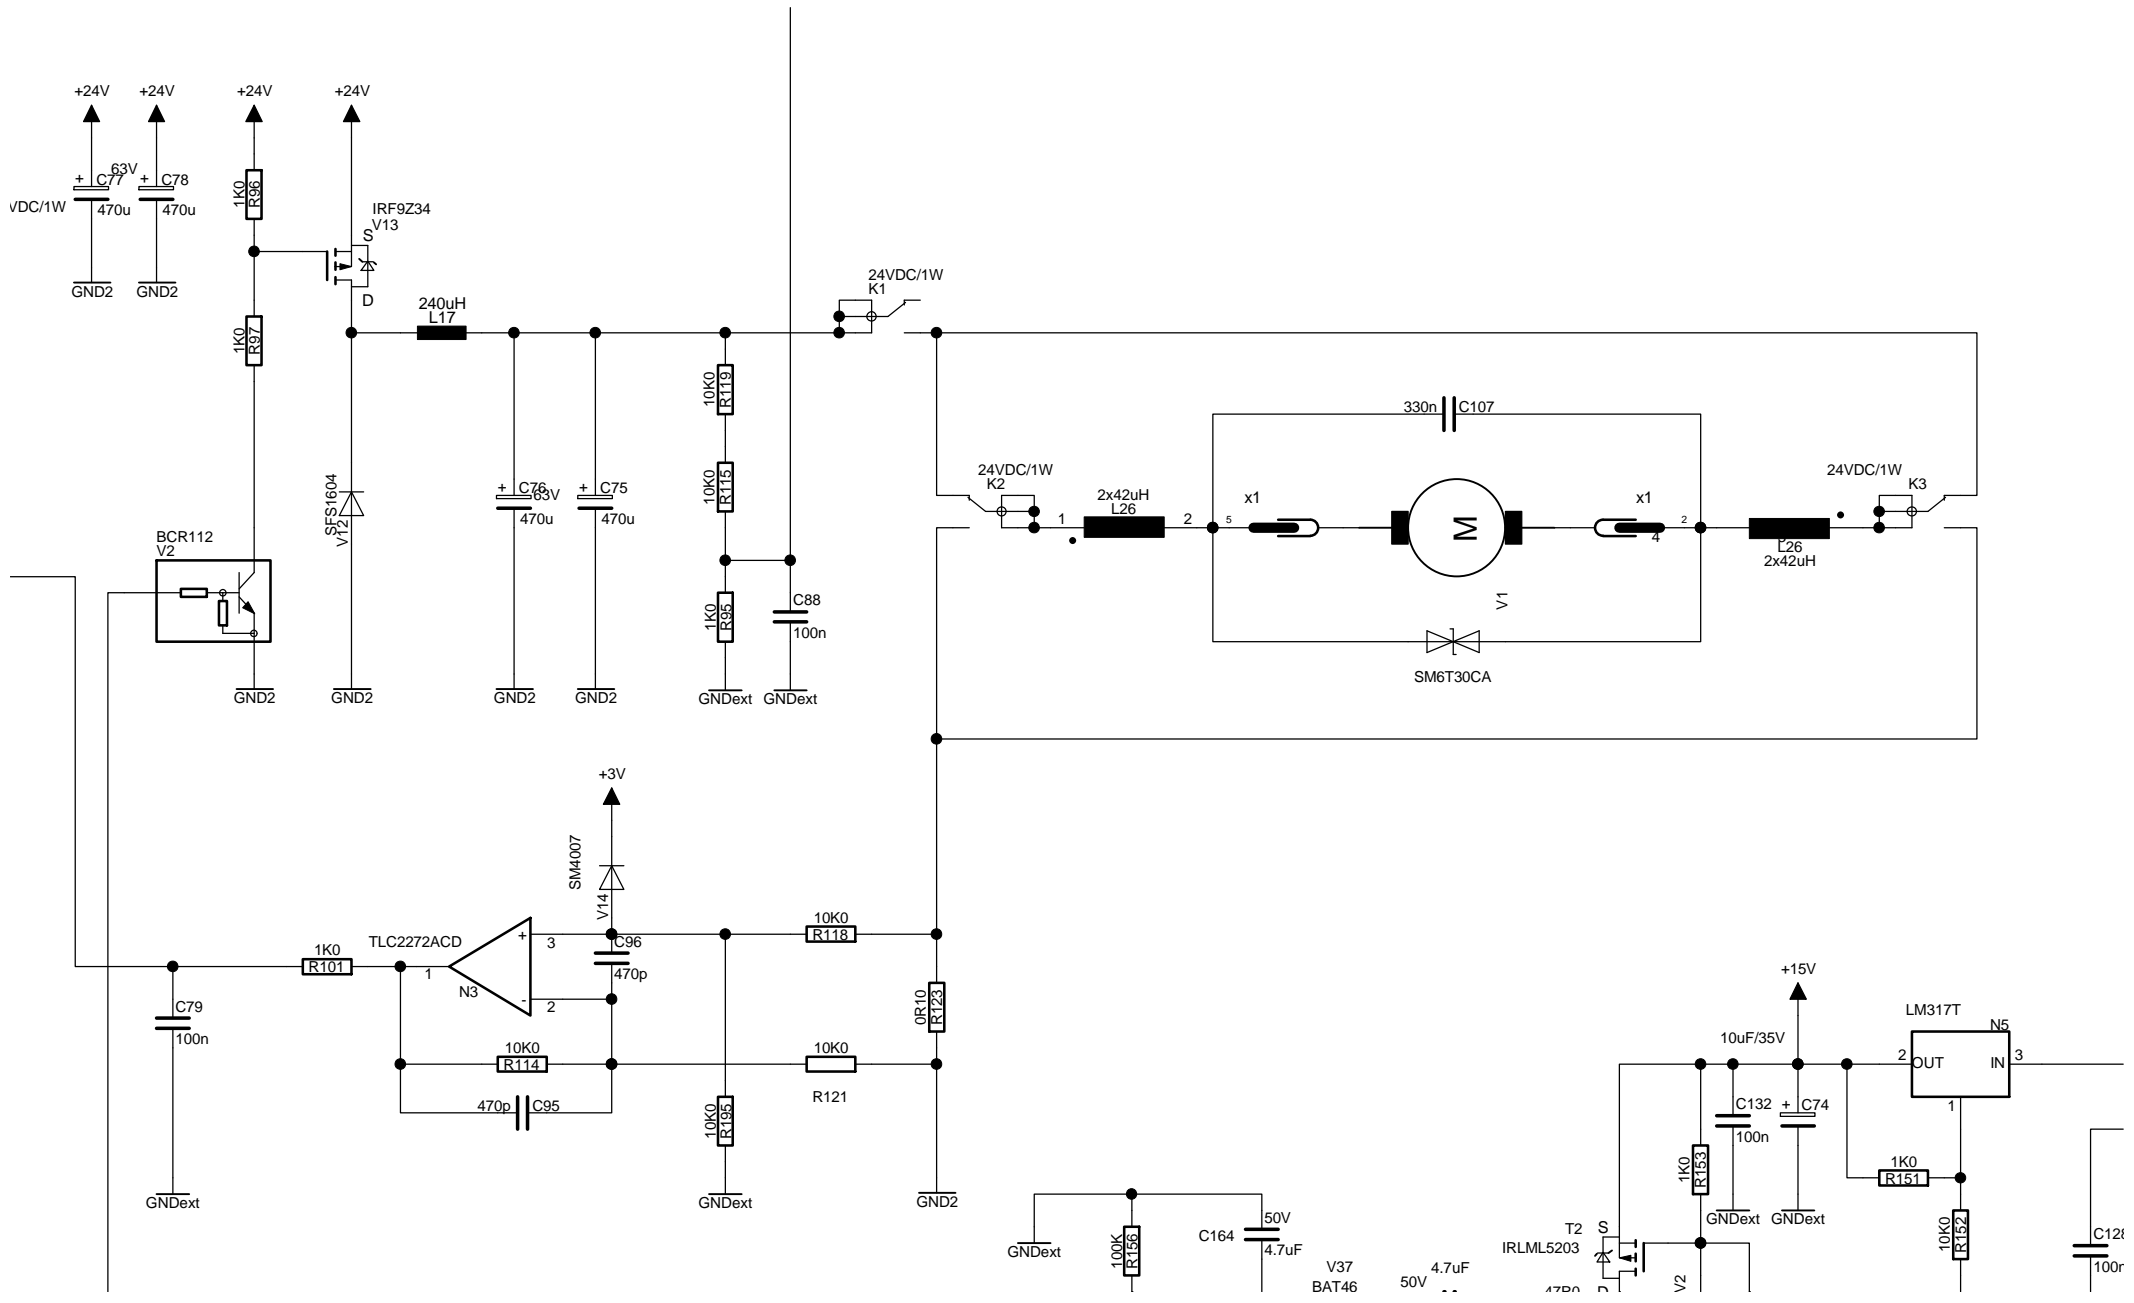 +24V
+24V
+24V
+24V
63V
+ C77
+ C78
VDC/1W
470u
470u
1K0
R96
IRF9Z34
V13
S
D
GND2
GND2
24VDC/1W
K1
240uH
L17
1K0
R97
10K0
R119
330n
C107
10K0
R115
24VDC/1W
K2
24VDC/1W
K3
+ C76
63V
+ C75
470u
470u
SFS1604
V12
2x42uH
L26
1
2
x1
5
M
x1
2
4
L26
2x42uH
BCR112
V2
1K0
R95
C88
100n
V1
SM6T30CA
GND2
GND2
GND2
GND2
GNDext
GNDext
+3V
SM4007
V14
TLC2272ACD
N3
+
3
-
2
1
C96
470p
10K0
R118
1K0
R101
C79
100n
0R10
R123
10K0
R114
10K0
R121
470p
C95
10K0
R195
GNDext
GNDext
GND2
+15V
LM317T
N5
10uF/35V
2
OUT
IN
3
1
C132
100n
+ C74
1K0
R153
1K0
R151
GNDext
GNDext
10K0
R152
C128
100n
GNDext
100K
R156
C164
50V
4.7uF
T2
S
IRLML5203
V37
BAT46
50V
4.7uF
47R0
D
V2